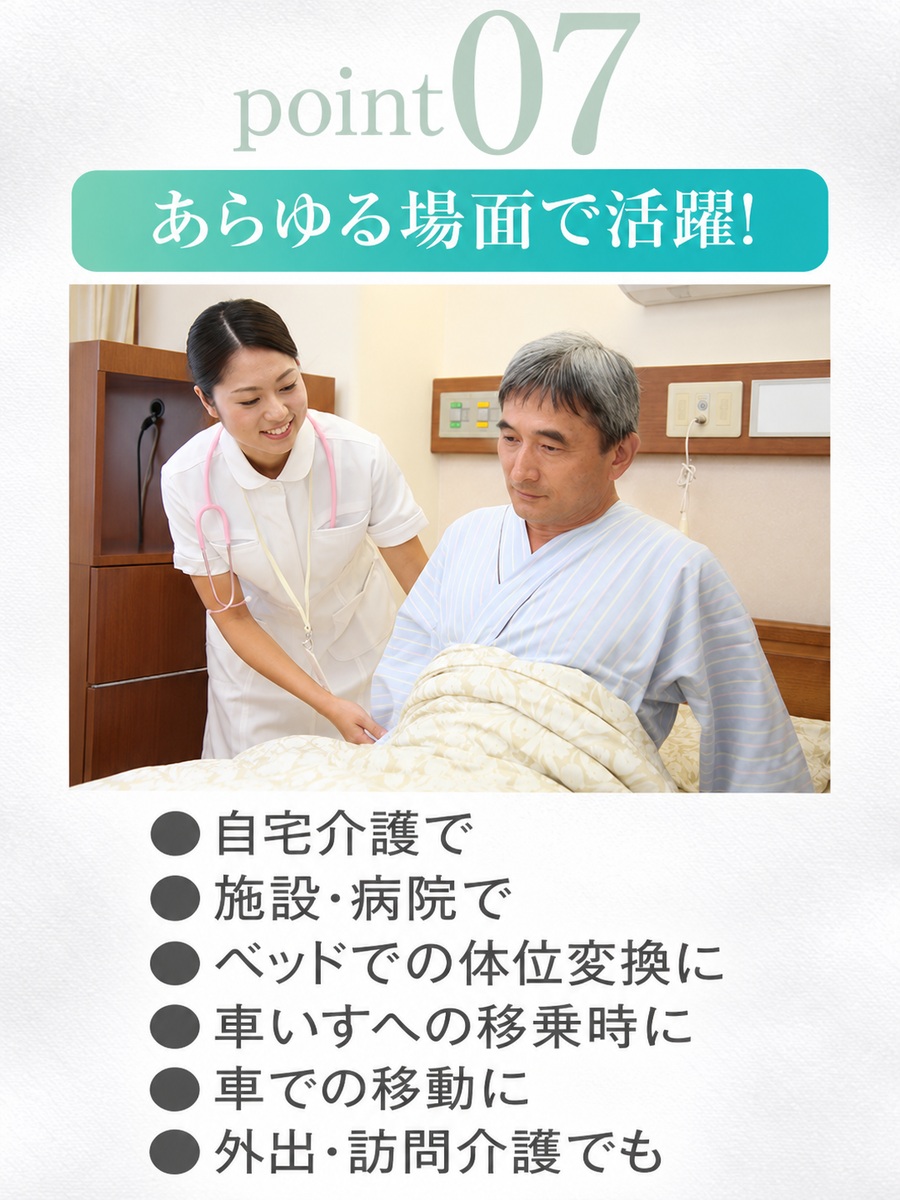 point07
あらゆる場面で活躍!
●自宅介護で
●施設・病院で
●ベッドでの体位変換に
●車いすへの移乗時に
●車での移動に
●外出・訪問介護でも